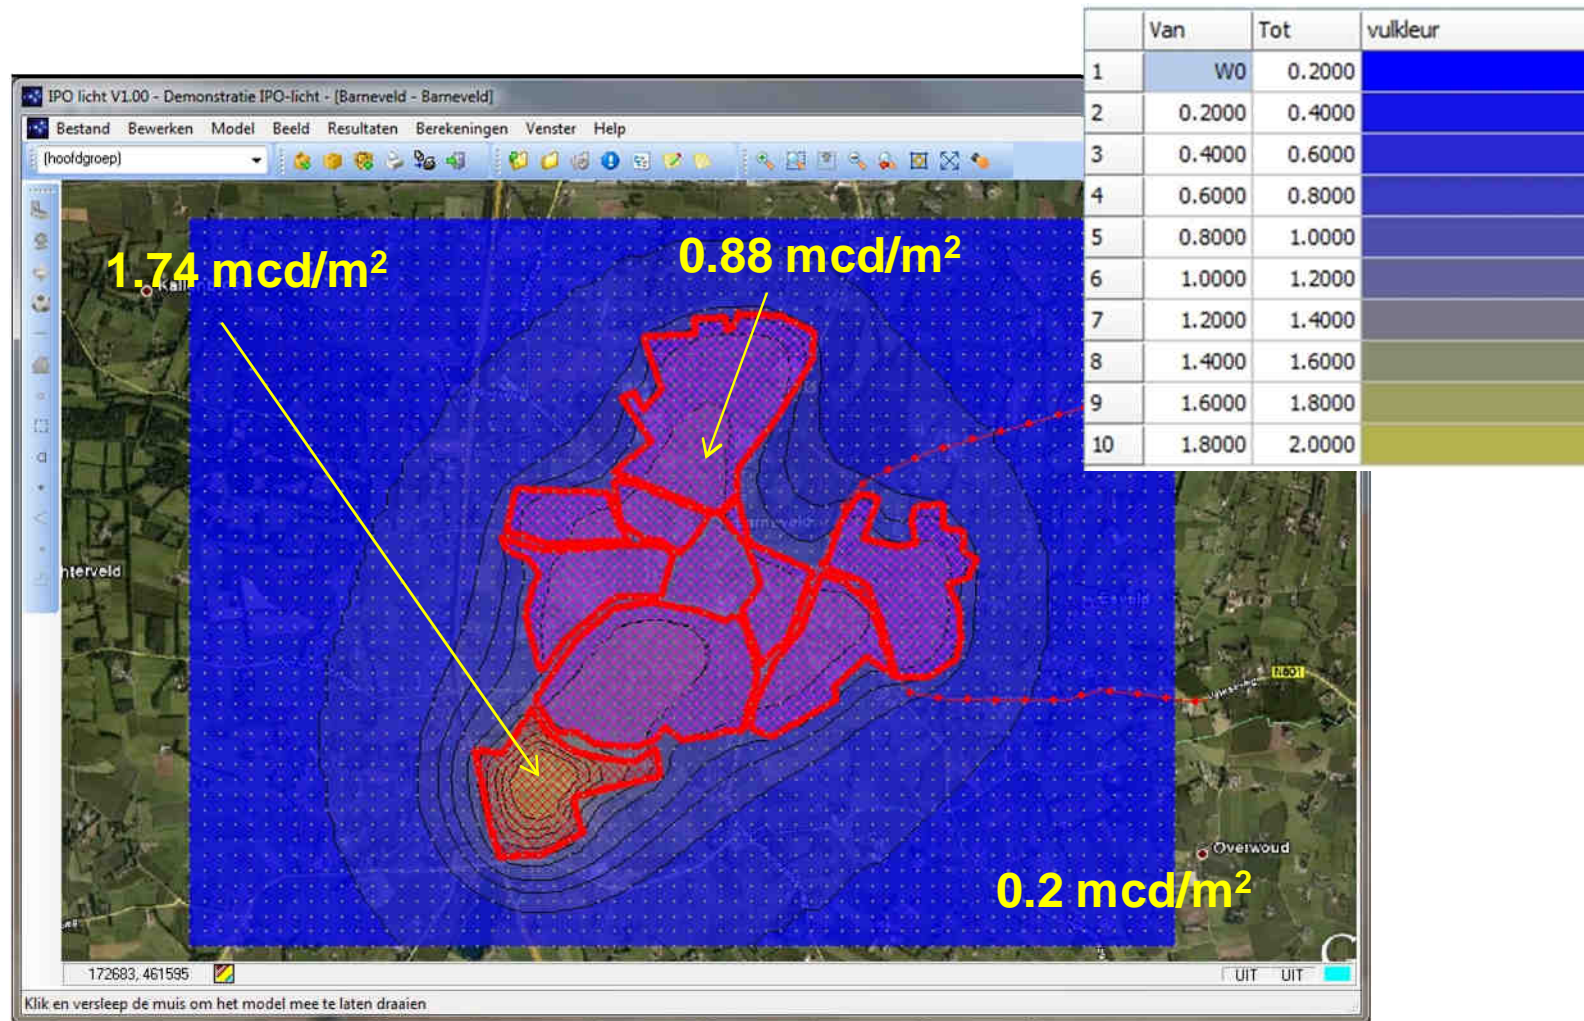 Van Tot vulkleur
1 W0 0.2000
2 0.2000 0.4000
3 0.4000 0.6000
4 0.6000 0.8000
5 0.8000 1.0000
6 1.0000 1.2000
7 1.2000 1.4000
8 1.4000 1.6000
9 1.6000 1.8000
10 1.8000 2.0000
IPO licht V1.00 - Demonstratie IPO-licht - [Barneveld - Barneveld]
Bestand Bewerken Model Beeld Resultaten Berekeningen Venster Help
(hoofdgroep)
1.74 mcd/m²
0.88 mcd/m²
Barneveld
hterveld
N801
Overwoud
0.2 mcd/m²
172683, 461595
UIT UIT
Klik en versleep de muis om het model mee te laten draaien